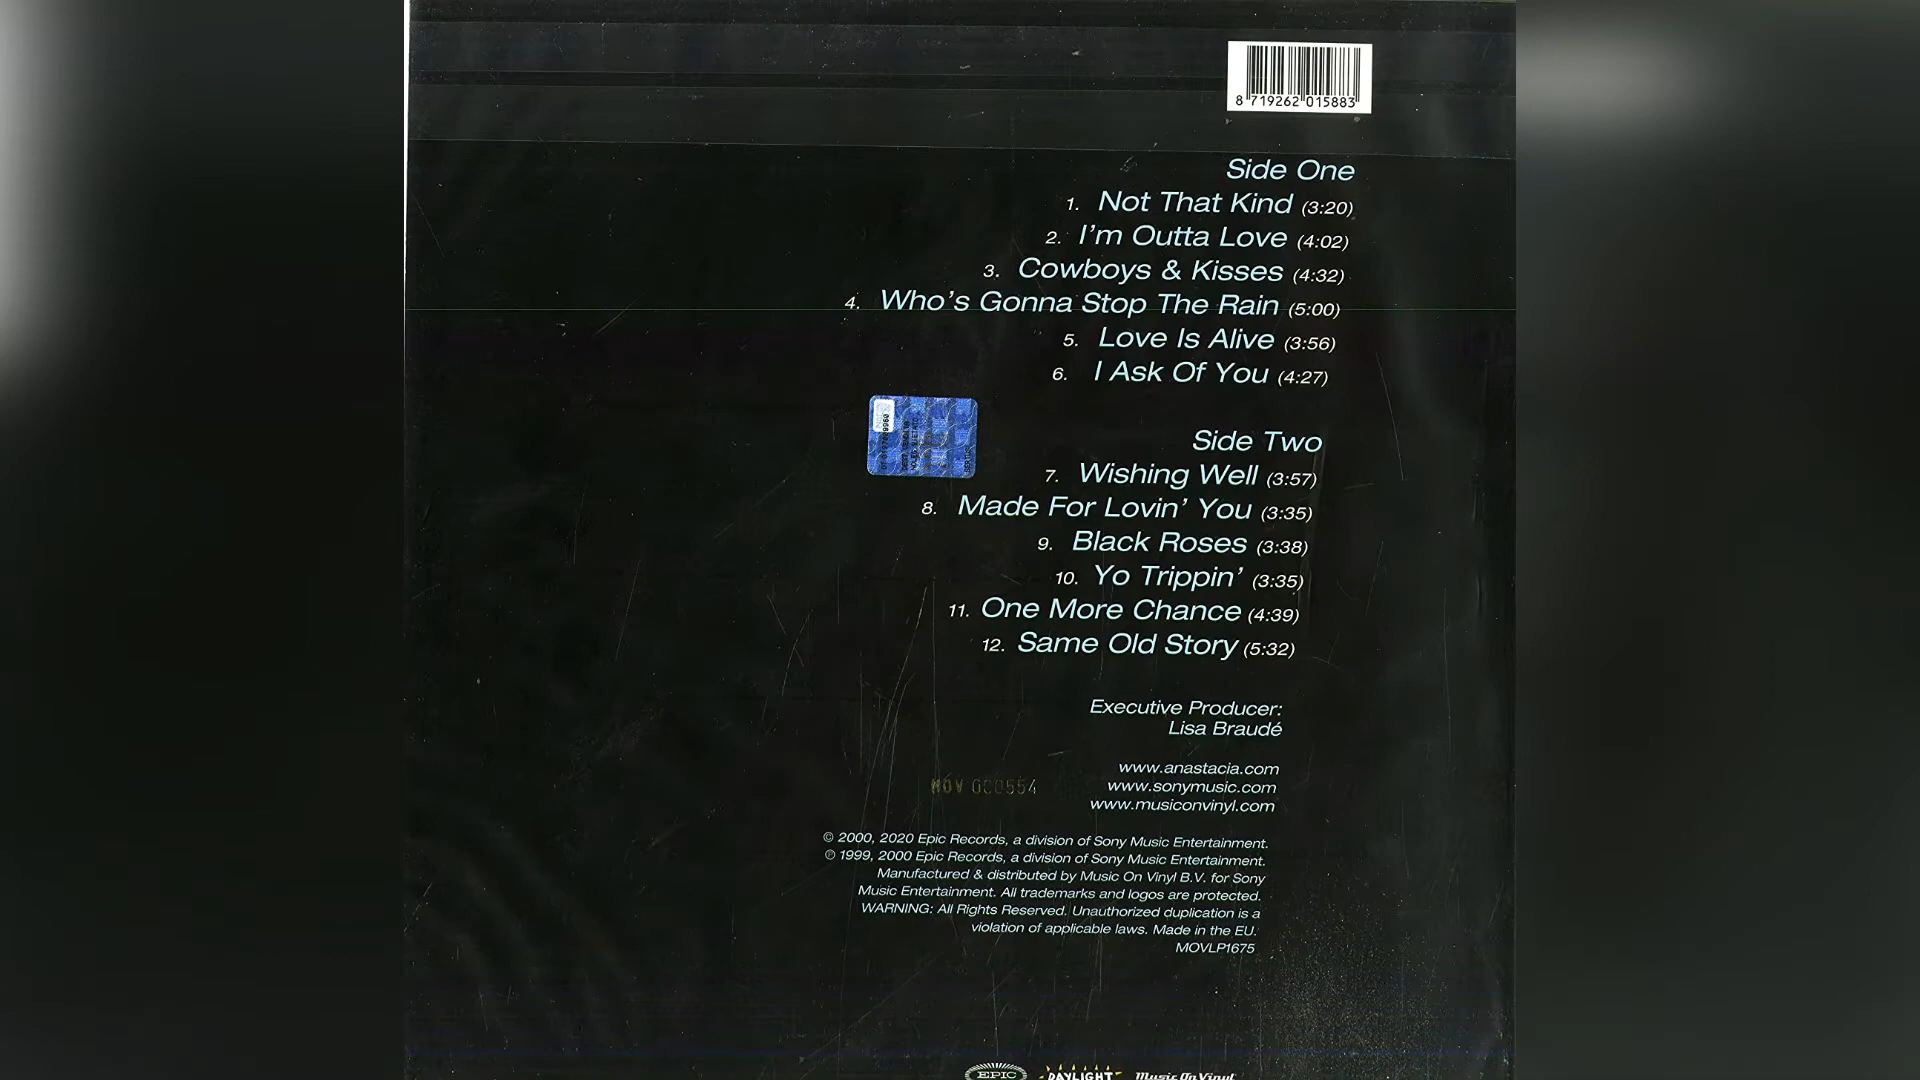 8 719262 015883
Side One
1. Not That Kind (3:20)
2. I'm Outta Love (4:02)
3. Cowboys & Kisses (4:32)
4. Who's Gonna Stop The Rain (5:00)
5. Love Is Alive (3:56)
6. I Ask Of You (4:27)
Side Two
7. Wishing Well (3:57)
8. Made For Lovin' You (3:35)
9. Black Roses (3:38)
10. Yo Trippin' (3:35)
11. One More Chance (4:39)
12. Same Old Story (5:32)
Executive Producer:
Lisa Braudé
www.anastacia.com
www.sonymusic.com
www.musiconvinyl.com
MOV 000554
© 2000, 2020 Epic Records, a division of Sony Music Entertainment.
℗ 1999, 2000 Epic Records, a division of Sony Music Entertainment.
Manufactured & distributed by Music On Vinyl B.V. for Sony
Music Entertainment. All trademarks and logos are protected.
WARNING: All Rights Reserved. Unauthorized duplication is a
violation of applicable laws. Made in the EU.
MOVLP1675
EPIC DAYLIGHT Music On Vinyl